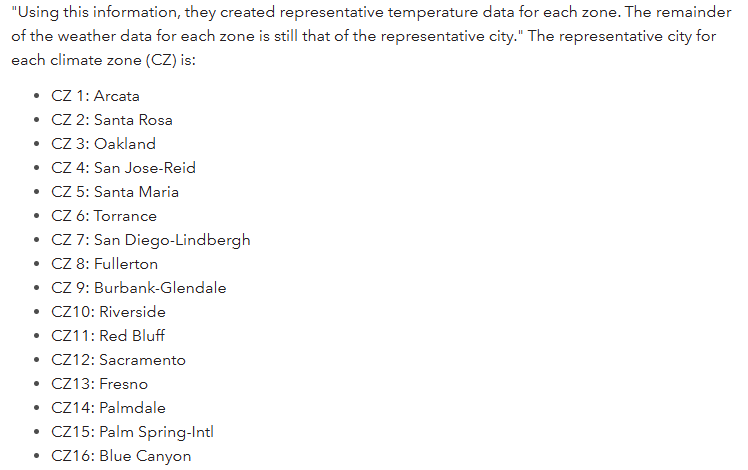 "Using this information, they created representative temperature data for each zone. The remainder
of the weather data for each zone is still that of the representative city." The representative city for
each climate zone (CZ) is:
• CZ 1: Arcata
• CZ 2: Santa Rosa
• CZ 3: Oakland
• CZ 4: San Jose-Reid
• CZ 5: Santa Maria
• CZ 6: Torrance
• CZ 7: San Diego-Lindbergh
• CZ 8: Fullerton
• CZ 9: Burbank-Glendale
• CZ10: Riverside
• CZ11: Red Bluff
• CZ12: Sacramento
• CZ13: Fresno
• CZ14: Palmdale
• CZ15: Palm Spring-Intl
• CZ16: Blue Canyon